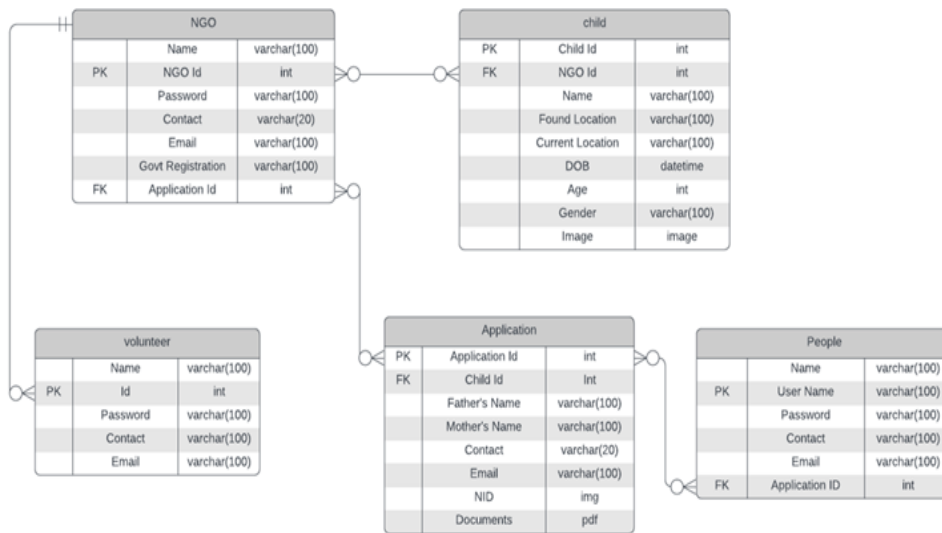 NGO
Name varchar(100)
PK NGO Id int
Password varchar(100)
Contact varchar(20)
Email varchar(100)
Govt Registration varchar(100)
FK Application Id int
child
PK Child Id int
FK NGO Id int
Name varchar(100)
Found Location varchar(100)
Current Location varchar(100)
DOB datetime
Age int
Gender varchar(100)
Image image
volunteer
Name varchar(100)
PK Id int
Password varchar(100)
Contact varchar(100)
Email varchar(100)
Application
PK Application Id int
FK Child Id Int
Father's Name varchar(100)
Mother's Name varchar(100)
Contact varchar(20)
Email varchar(100)
NID img
Documents pdf
People
Name varchar(100)
PK User Name varchar(100)
Password varchar(100)
Contact varchar(100)
Email varchar(100)
FK Application ID int